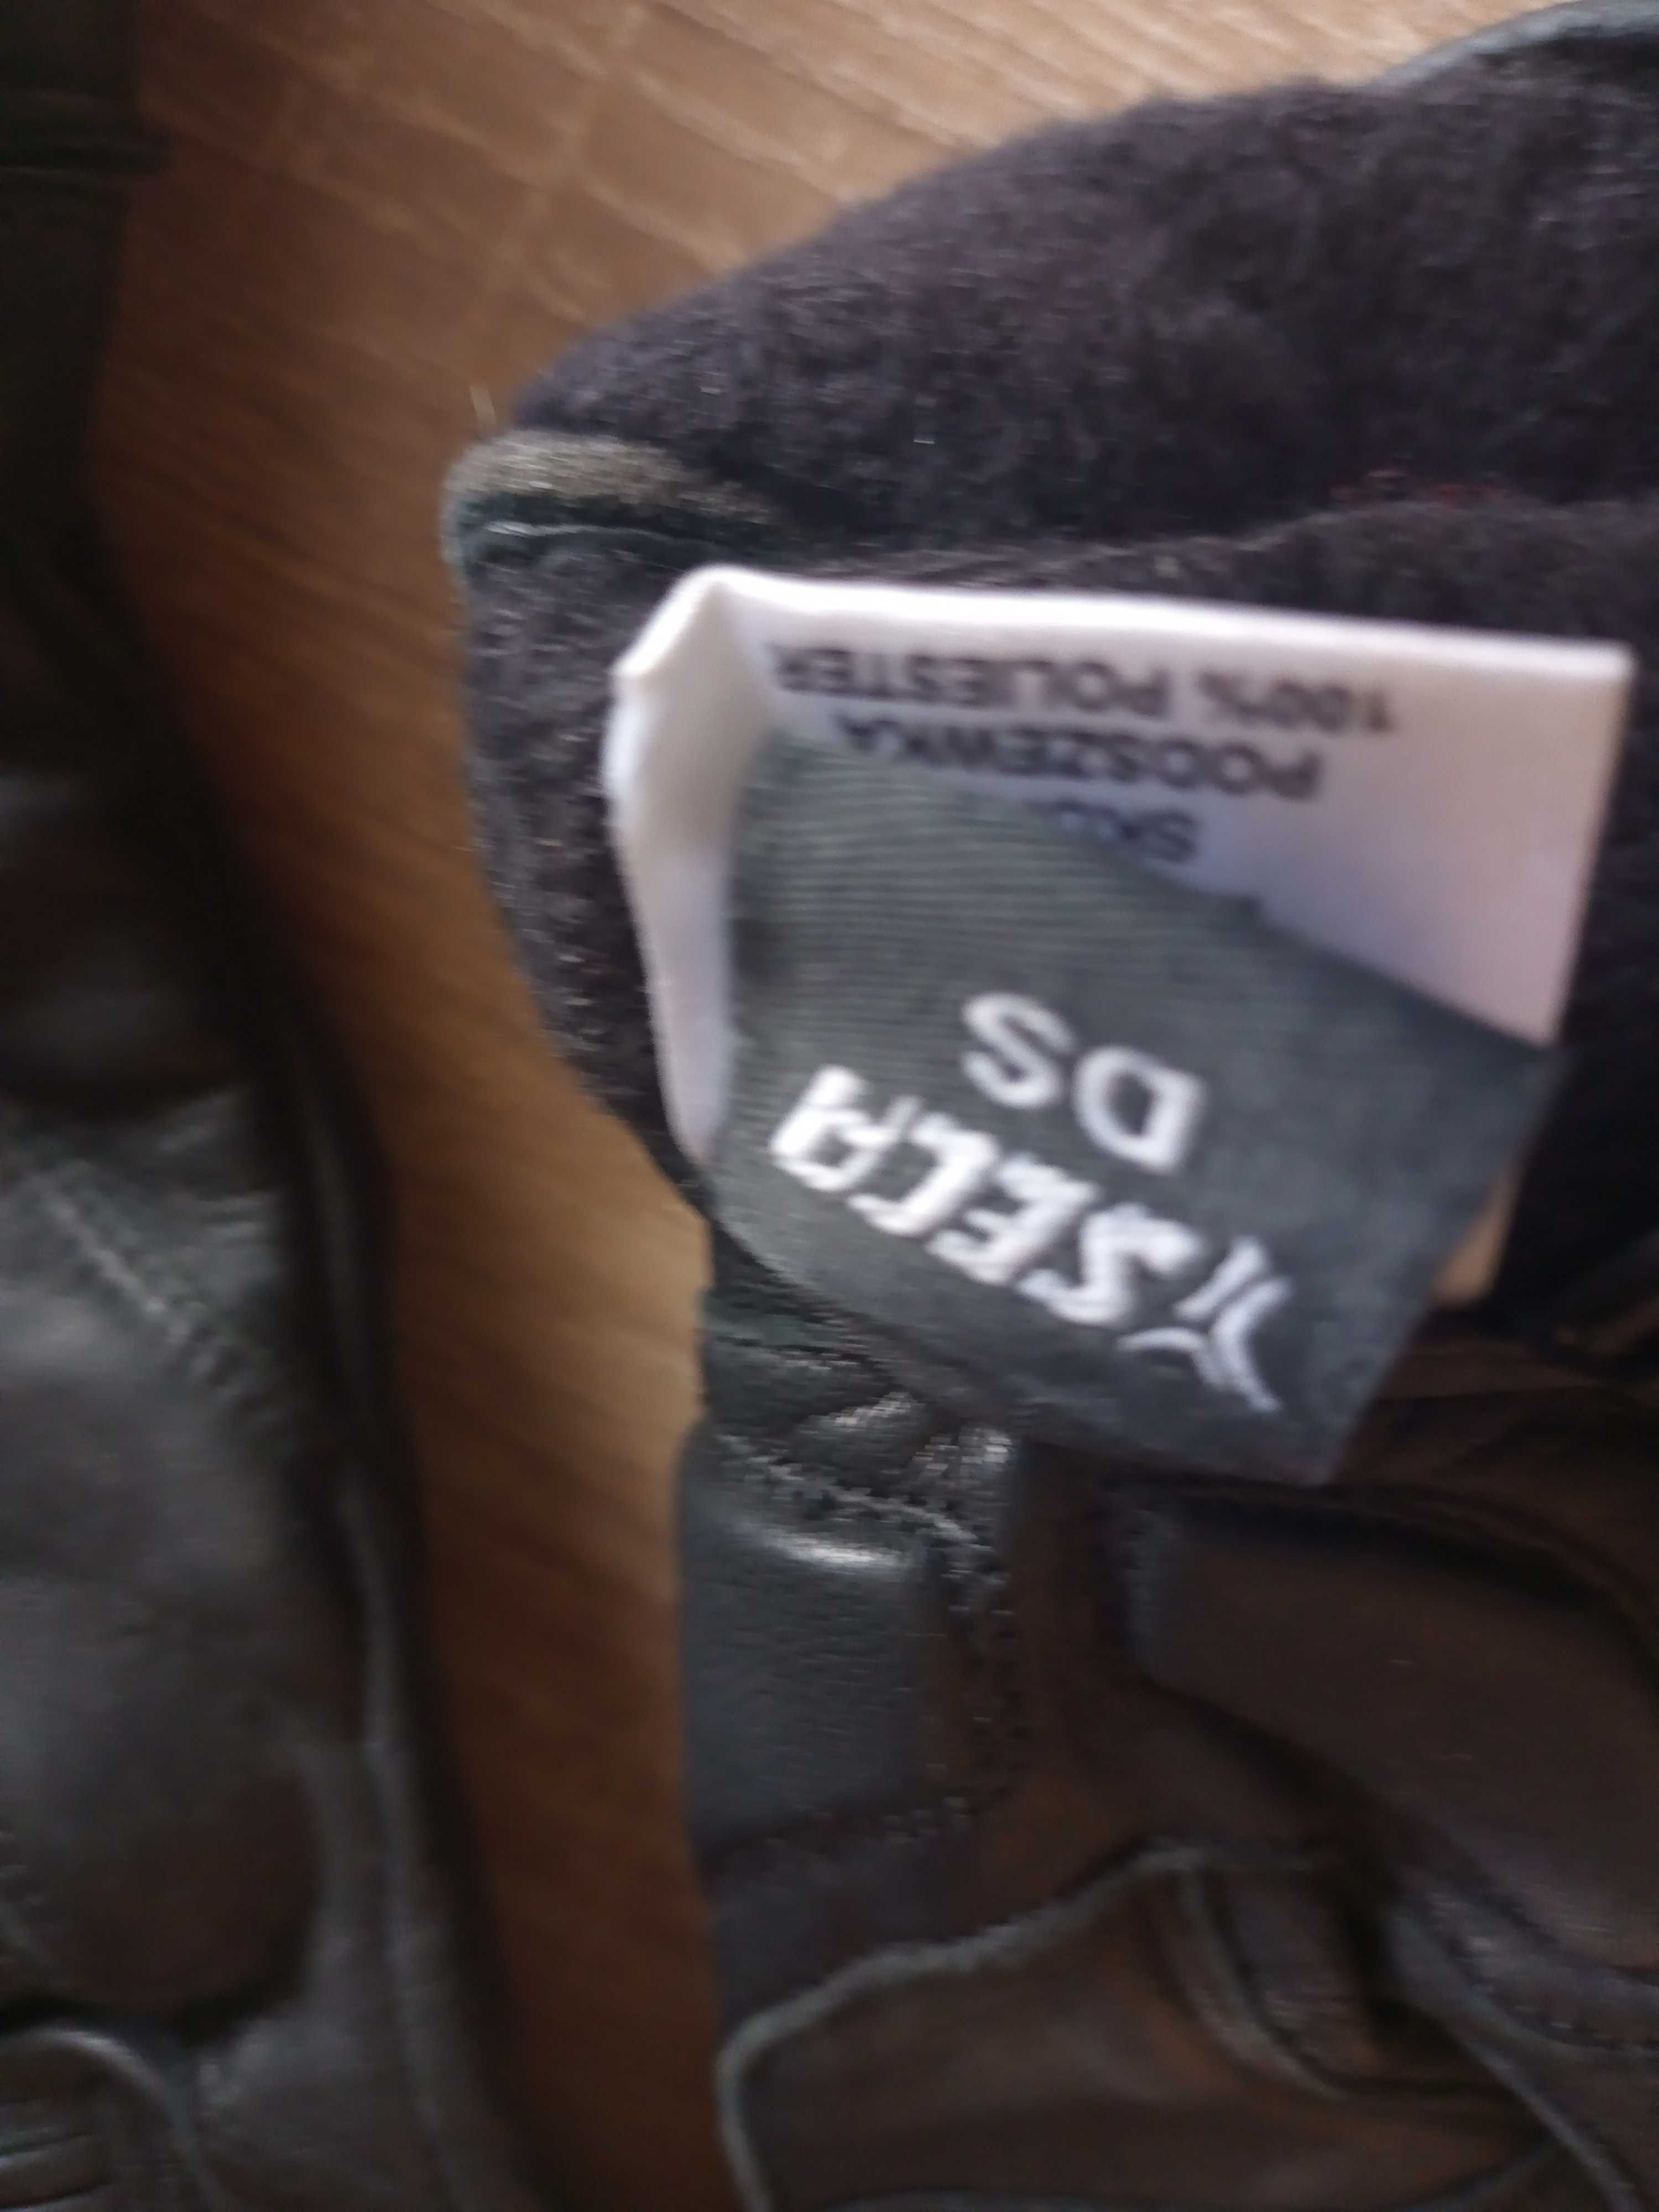 SECA
DS
PODSZEWKA
100% POLIESTER